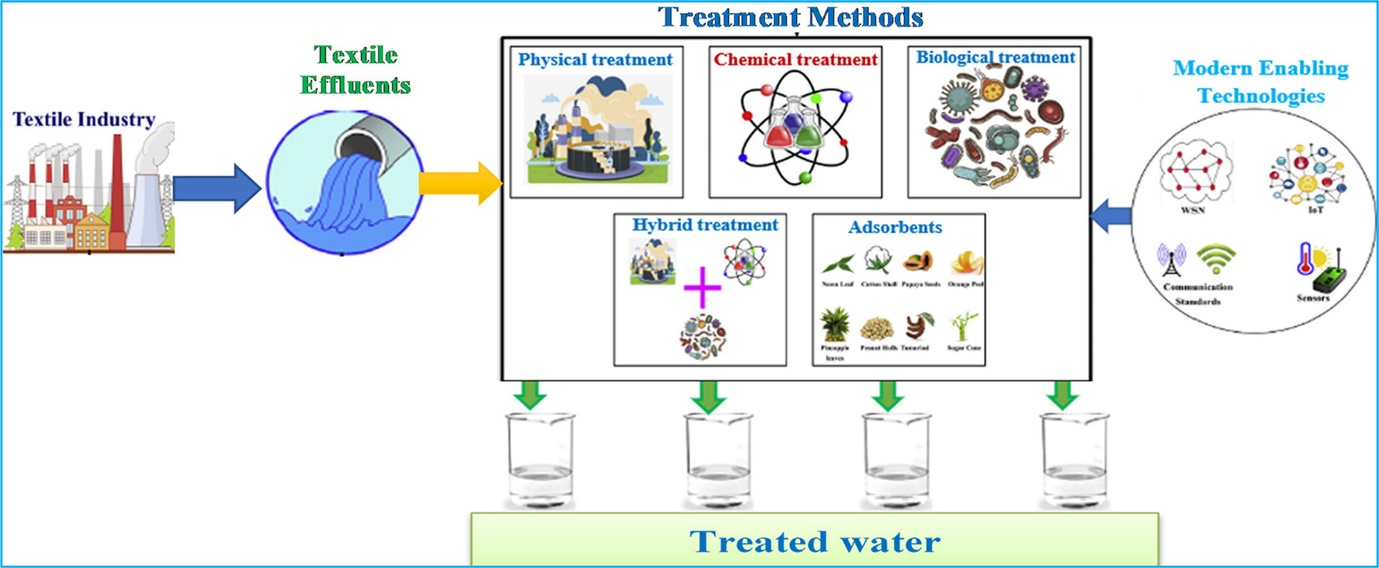 Treatment Methods
Textile
Effluents
Textile Industry
Physical treatment
Chemical treatment
Biological treatment
Modern Enabling
Technologies
WSN
IoT
Communication
Standards
Sensors
Hybrid treatment
Adsorbents
Neem Leaf
Cotton Shell
Papaya Seeds
Orange Peel
Pineapple
leaves
Peanut Hulls
Tamarind
Sugar Cane
Treated water